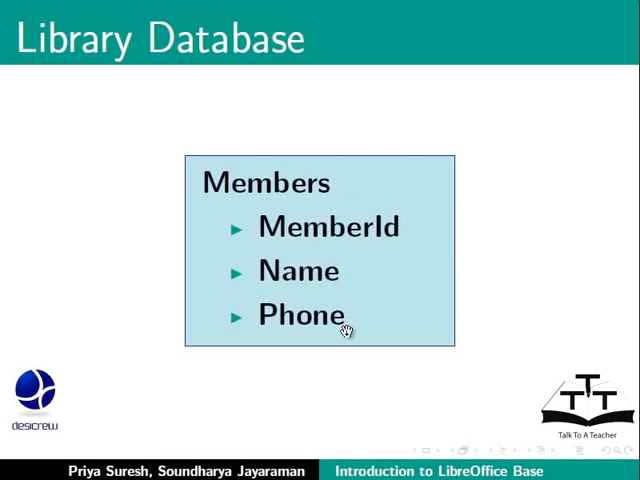 Library Database
Members
MemberId
Name
Phone
desicrew
T
T T
Talk To A Teacher
Priya Suresh, Soundharya Jayaraman
Introduction to LibreOffice Base